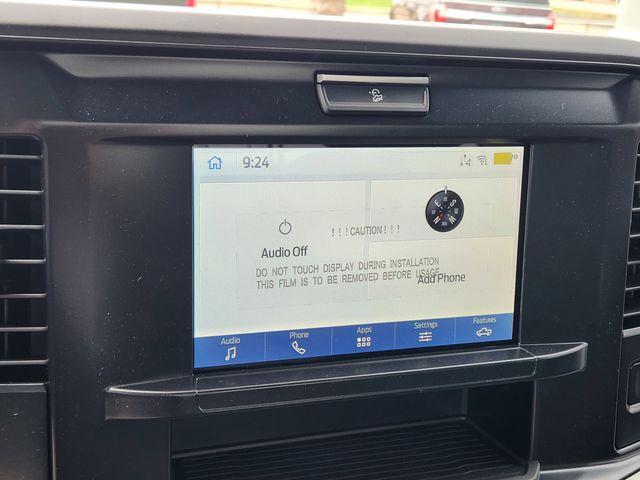 9:24
70
!!!CAUTION!!!
Audio Off
DO NOT TOUCH DISPLAY DURING INSTALLATION
THIS FILM IS TO BE REMOVED BEFORE USAGE
Add Phone
Audio Phone Apps Settings Features